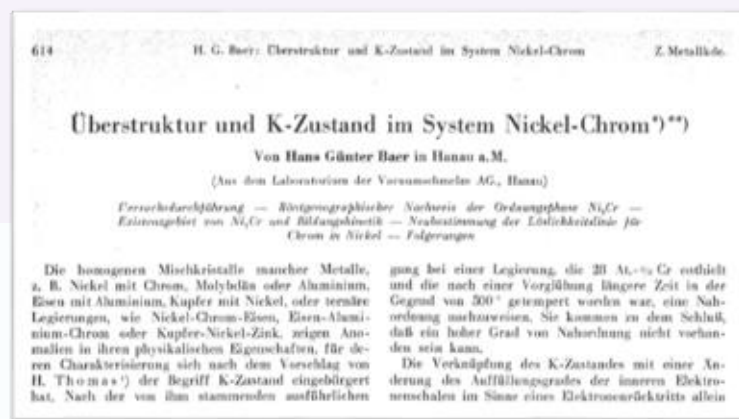 614
H. G. Baer: Überstruktur und K-Zustand im System Nickel-Chrom
Z. Metallkde.
Überstruktur und K-Zustand im System Nickel-Chrom*)**)
Von Hans Günter Baer in Hanau a. M.
(Aus dem Laboratorium der Vacuumschmelze AG., Hanau)
Versuchsdurchführung — Röntgenographischer Nachweis der Ordnungsphase Ni₂Cr —
Existenzgebiet von Ni₂Cr und Bildungskinetik — Neubestimmung der Löslichkeitslinie für
Chrom in Nickel — Folgerungen
Die homogenen Mischkristalle mancher Metalle,
z. B. Nickel mit Chrom, Molybdän oder Aluminium,
Eisen mit Aluminium, Kupfer mit Nickel, oder ternäre
Legierungen, wie Nickel-Chrom-Eisen, Eisen-Alumi-
nium-Chrom oder Kupfer-Nickel-Zink, zeigen Ano-
malien in ihren physikalischen Eigenschaften, für de-
ren Charakterisierung sich nach dem Vorschlag von
H. Thomas¹) der Begriff K-Zustand eingebürgert
hat. Nach der von ihm stammenden ausführlichen
gung bei einer Legierung, die 20 At.-% Cr enthielt
und die nach einer Vorglühung längere Zeit in der
Gegend von 500° getempert worden war, eine Nah-
ordnung nachzuweisen. Sie kommen zu dem Schluß,
daß ein hoher Grad von Nahordnung nicht vorhan-
den sein kann.
Die Verknüpfung des K-Zustandes mit einer Än-
derung des Auffüllungsgrades der inneren Elektro-
nenschalen im Sinne eines Elektronenrücktritts allein